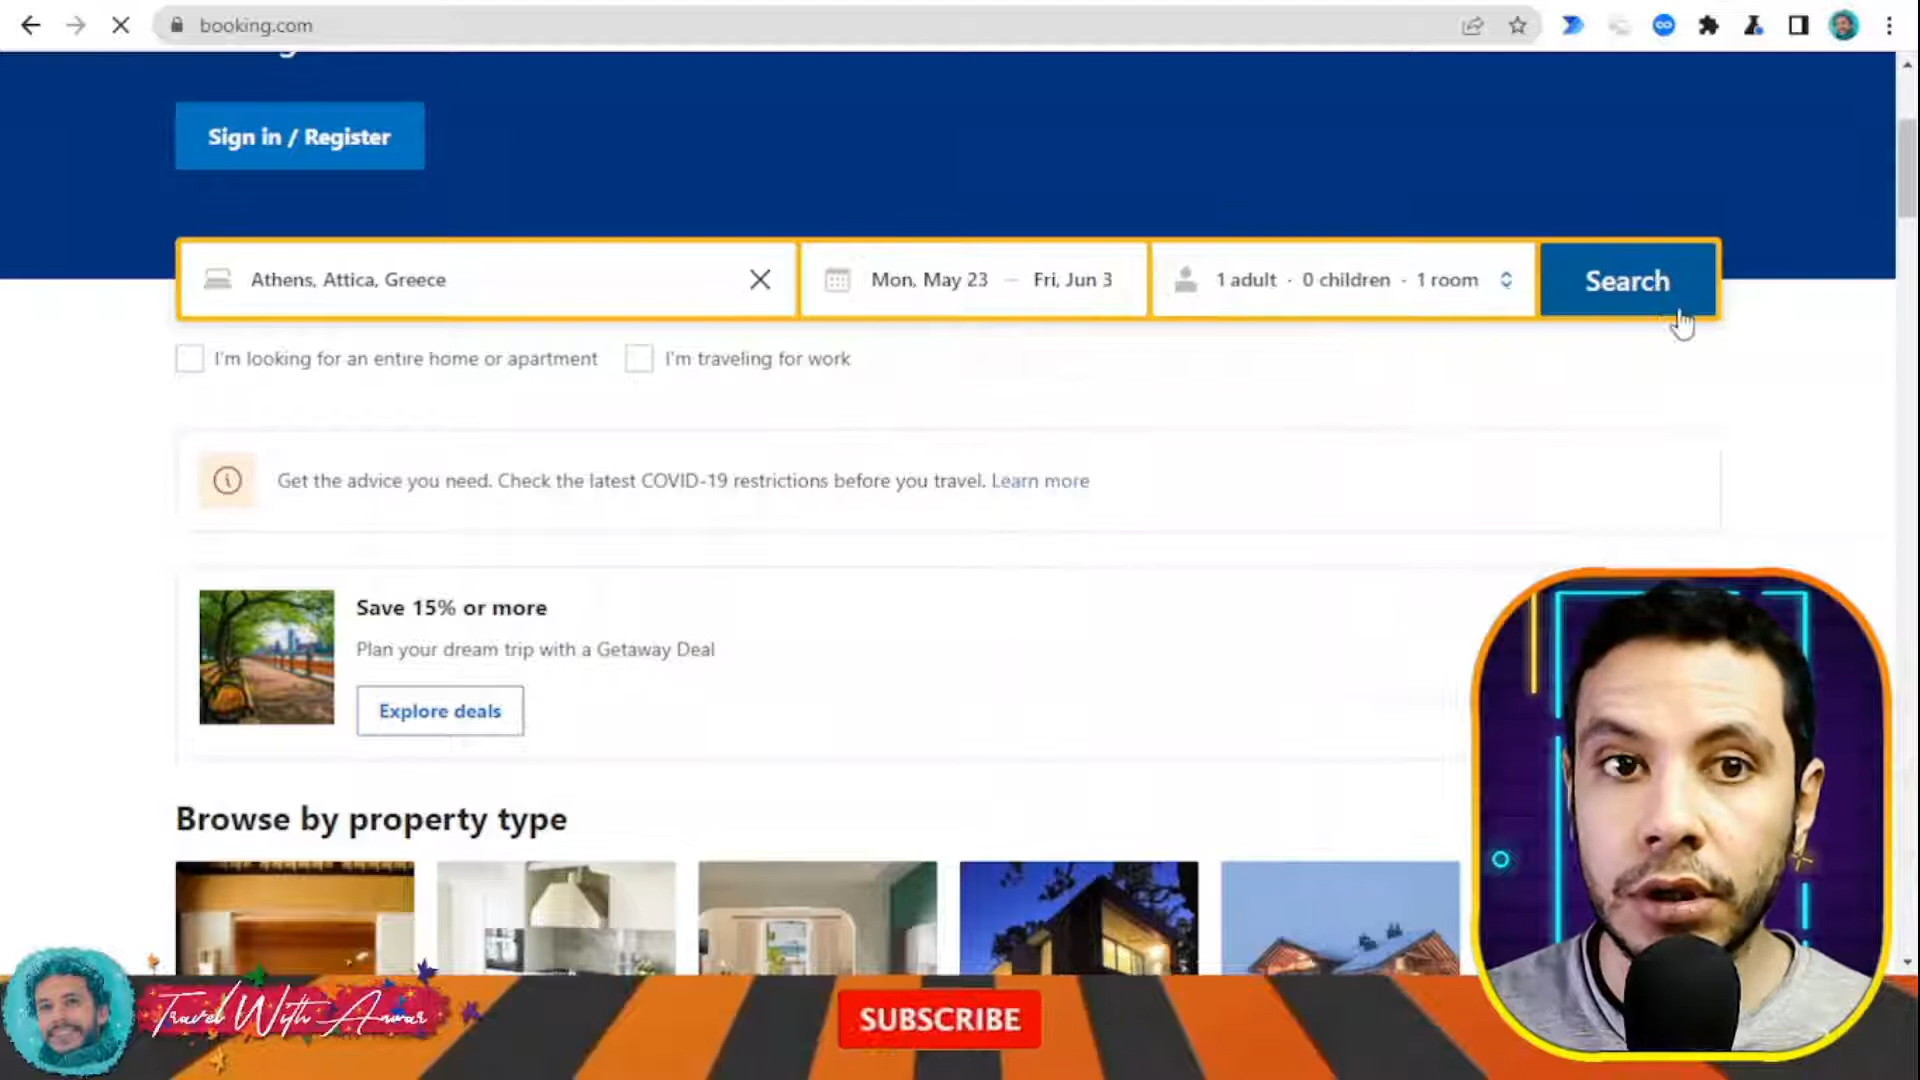 booking.com
Sign in / Register
Athens, Attica, Greece
Mon, May 23 — Fri, Jun 3
1 adult · 0 children · 1 room
Search
I'm looking for an entire home or apartment
I'm traveling for work
Get the advice you need. Check the latest COVID-19 restrictions before you travel. Learn more
Save 15% or more
Plan your dream trip with a Getaway Deal
Explore deals
Browse by property type
Travel With Anwar
SUBSCRIBE